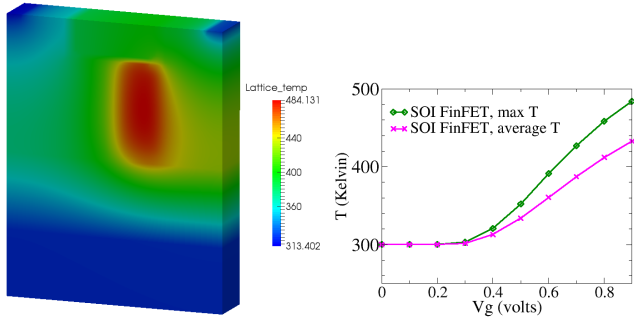 Lattice_temp
484.131
440
400
360
313.402
500
400
300
T (Kelvin)
SOI FinFET, max T
SOI FinFET, average T
0 0.2 0.4 0.6 0.8
Vg (volts)